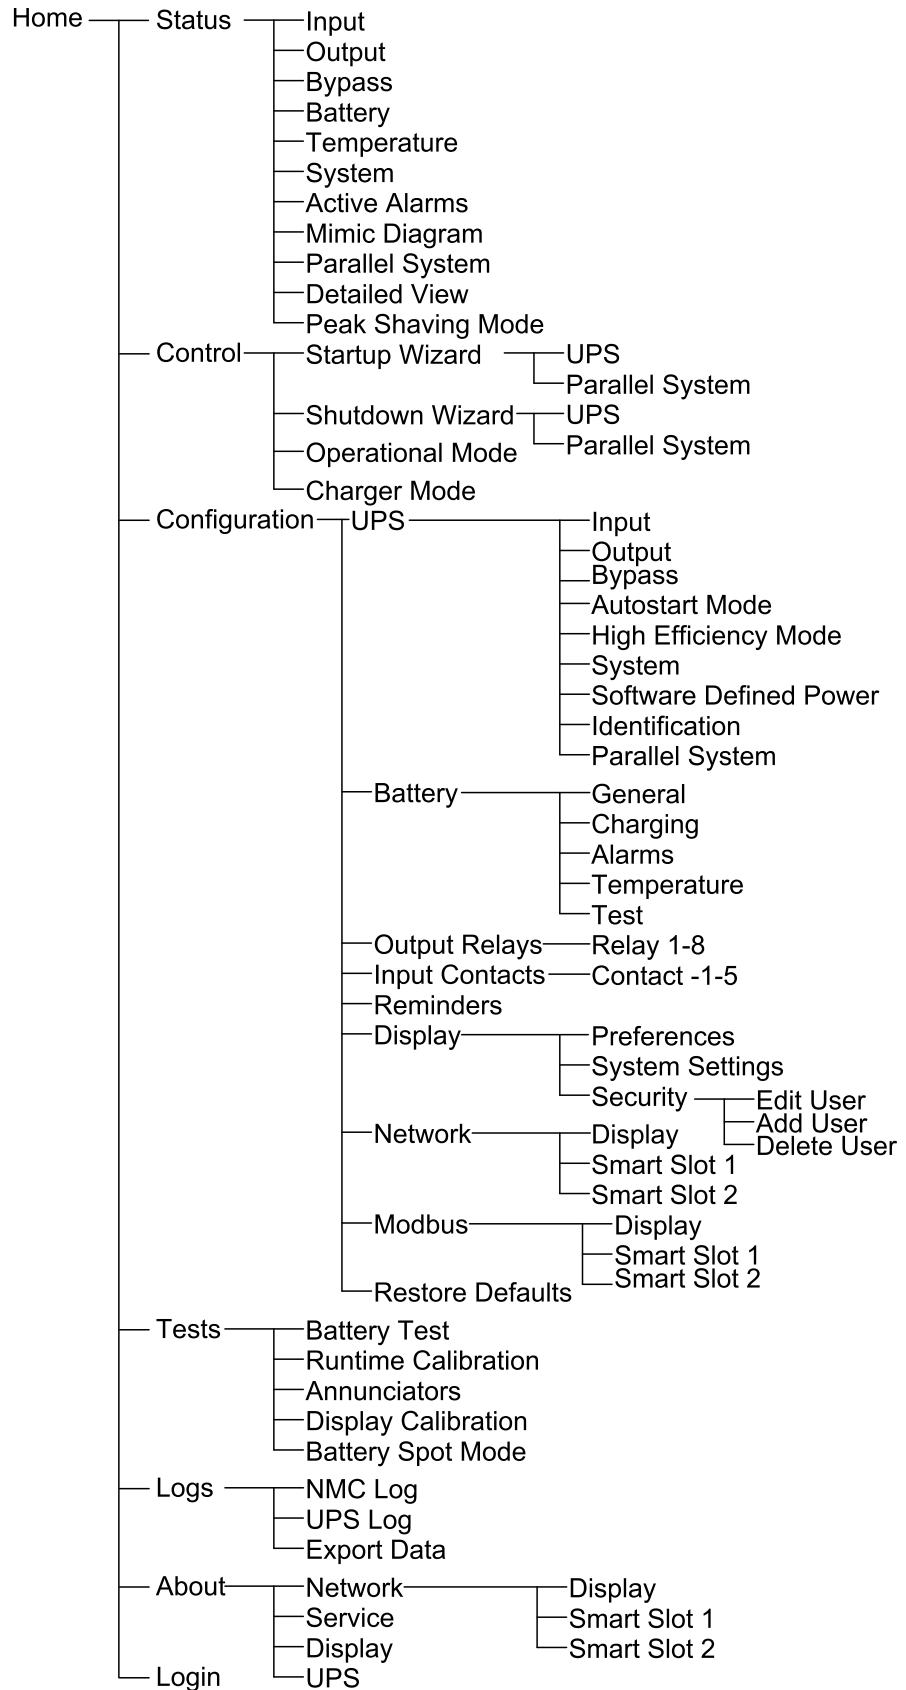 Home
Status
Input
Output
Bypass
Battery
Temperature
System
Active Alarms
Mimic Diagram
Parallel System
Detailed View
Peak Shaving Mode
Control
Startup Wizard
UPS
Parallel System
Shutdown Wizard
UPS
Parallel System
Operational Mode
Charger Mode
Configuration
UPS
Input
Output
Bypass
Autostart Mode
High Efficiency Mode
System
Software Defined Power
Identification
Parallel System
Battery
General
Charging
Alarms
Temperature
Test
Output Relays
Relay 1-8
Input Contacts
Contact -1-5
Reminders
Display
Preferences
System Settings
Security
Edit User
Add User
Delete User
Network
Display
Smart Slot 1
Smart Slot 2
Modbus
Display
Smart Slot 1
Smart Slot 2
Restore Defaults
Tests
Battery Test
Runtime Calibration
Annunciators
Display Calibration
Battery Spot Mode
Logs
NMC Log
UPS Log
Export Data
About
Network
Display
Smart Slot 1
Smart Slot 2
Service
Display
UPS
Login